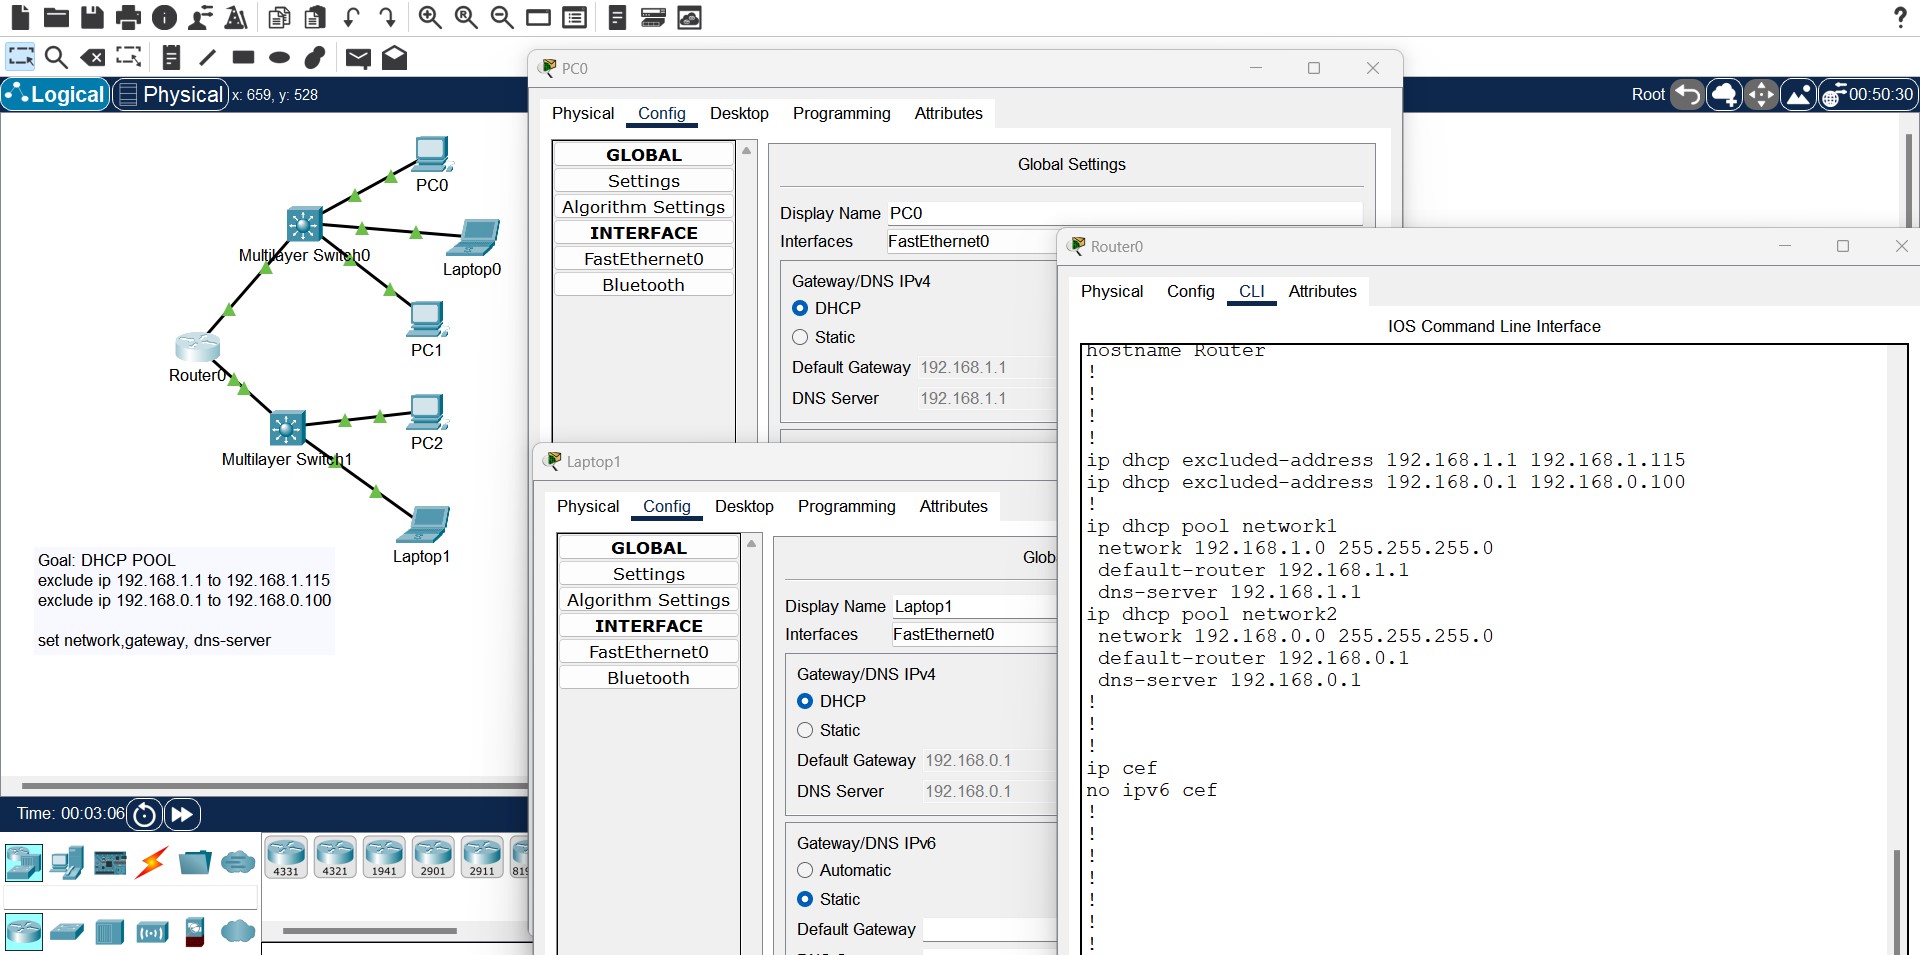 Logical
Physical
x: 659, y: 528
Root
00:50:30
PC0
Laptop0
Multilayer Switch0
PC1
Router0
PC2
Multilayer Switch1
Laptop1
Goal: DHCP POOL
exclude ip 192.168.1.1 to 192.168.1.115
exclude ip 192.168.0.1 to 192.168.0.100
set network,gateway, dns-server
Time: 00:03:06
4331
4321
1941
2901
2911
PC0
Physical
Config
Desktop
Programming
Attributes
GLOBAL
Settings
Algorithm Settings
INTERFACE
FastEthernet0
Bluetooth
Global Settings
Display Name PC0
Interfaces FastEthernet0
Gateway/DNS IPv4
DHCP
Static
Default Gateway 192.168.1.1
DNS Server 192.168.1.1
Laptop1
Physical
Config
Desktop
Programming
Attributes
GLOBAL
Settings
Algorithm Settings
INTERFACE
FastEthernet0
Bluetooth
Glob
Display Name Laptop1
Interfaces FastEthernet0
Gateway/DNS IPv4
DHCP
Static
Default Gateway 192.168.0.1
DNS Server 192.168.0.1
Gateway/DNS IPv6
Automatic
Static
Default Gateway
Router0
Physical
Config
CLI
Attributes
IOS Command Line Interface
hostname Router
!
!
!
!
ip dhcp excluded-address 192.168.1.1 192.168.1.115
ip dhcp excluded-address 192.168.0.1 192.168.0.100
!
ip dhcp pool network1
network 192.168.1.0 255.255.255.0
default-router 192.168.1.1
dns-server 192.168.1.1
ip dhcp pool network2
network 192.168.0.0 255.255.255.0
default-router 192.168.0.1
dns-server 192.168.0.1
!
!
!
ip cef
no ipv6 cef
!
!
!
!
!
!
!